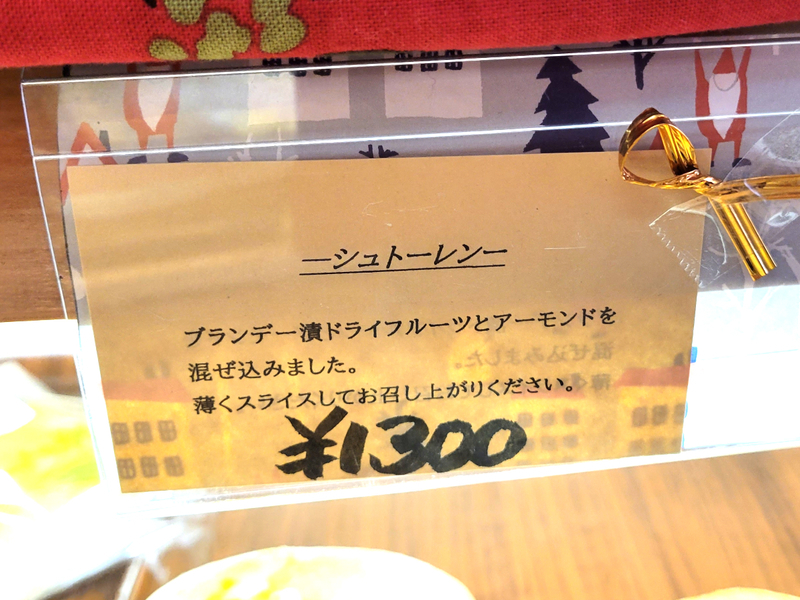 ―シュトーレン―
ブランデー漬ドライフルーツとアーモンドを
混ぜ込みました。
薄くスライスしてお召し上がりください。
¥1300